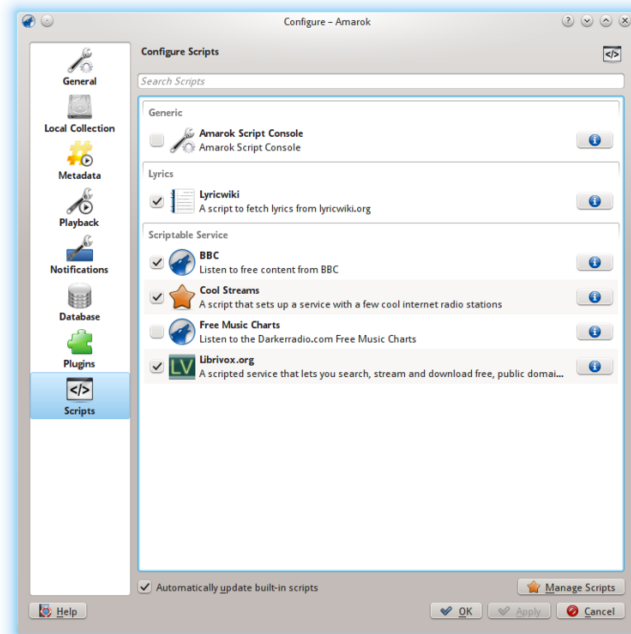 Configure – Amarok
General
Local Collection
Metadata
Playback
Notifications
Database
Plugins
</>
Scripts
Configure Scripts
</>
Search Scripts
Generic
Amarok Script Console
Amarok Script Console
Lyrics
Lyricwiki
A script to fetch lyrics from lyricwiki.org
Scriptable Service
BBC
Listen to free content from BBC
Cool Streams
A script that sets up a service with a few cool internet radio stations
Free Music Charts
Listen to the Darkerradio.com Free Music Charts
LV
Librivox.org
A scripted service that lets you search, stream and download free, public domai...
Automatically update built-in scripts
Manage Scripts
Help
OK
Apply
Cancel